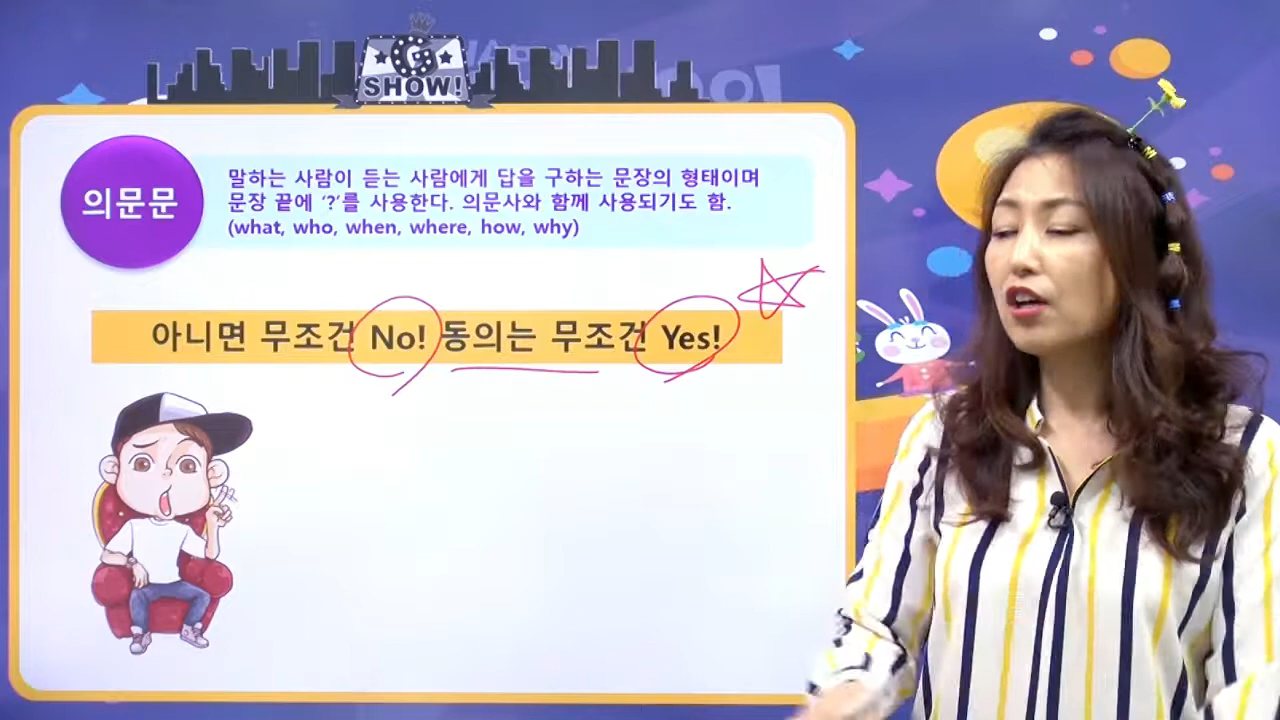 G
SHOW!
의문문
말하는 사람이 듣는 사람에게 답을 구하는 문장의 형태이며
문장 끝에 ‘?’를 사용한다. 의문사와 함께 사용되기도 함.
(what, who, when, where, how, why)
아니면 무조건 No! 동의는 무조건 Yes!